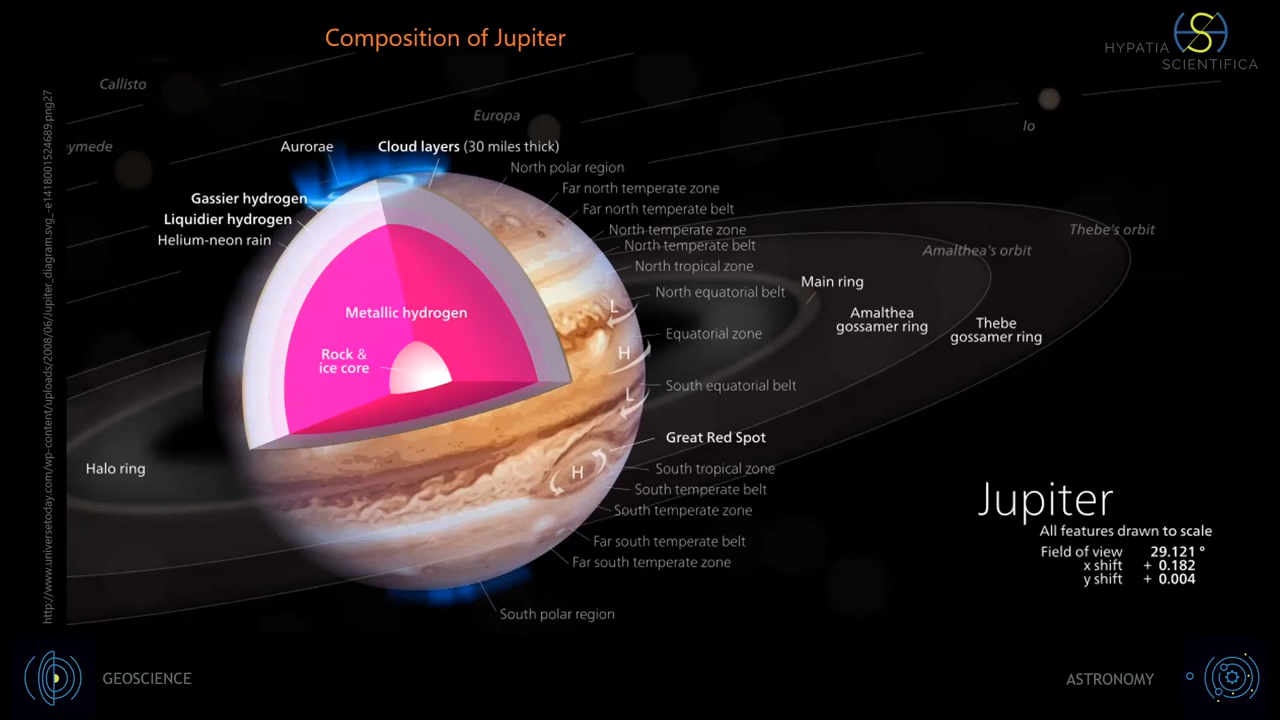 Composition of Jupiter
HYPATIA
SCIENTIFICA
Callisto
Europa
Io
ymede
Aurorae
Cloud layers (30 miles thick)
North polar region
Gassier hydrogen
Far north temperate zone
Liquidier hydrogen
Far north temperate belt
Helium-neon rain
North temperate zone
North temperate belt
North tropical zone
Thebe's orbit
Amalthea's orbit
North equatorial belt
Main ring
L
Metallic hydrogen
Equatorial zone
Amalthea
gossamer ring
Thebe
gossamer ring
H
Rock &
ice core
South equatorial belt
L
Great Red Spot
Halo ring
H
South tropical zone
South temperate belt
South temperate zone
Far south temperate belt
Far south temperate zone
South polar region
Jupiter
All features drawn to scale
Field of view 29.121 °
x shift + 0.182
y shift + 0.004
http://www.universetoday.com/wp-content/uploads/2008/06/Jupiter_diagram.svg_-e1418001524689.png27
GEOSCIENCE
ASTRONOMY